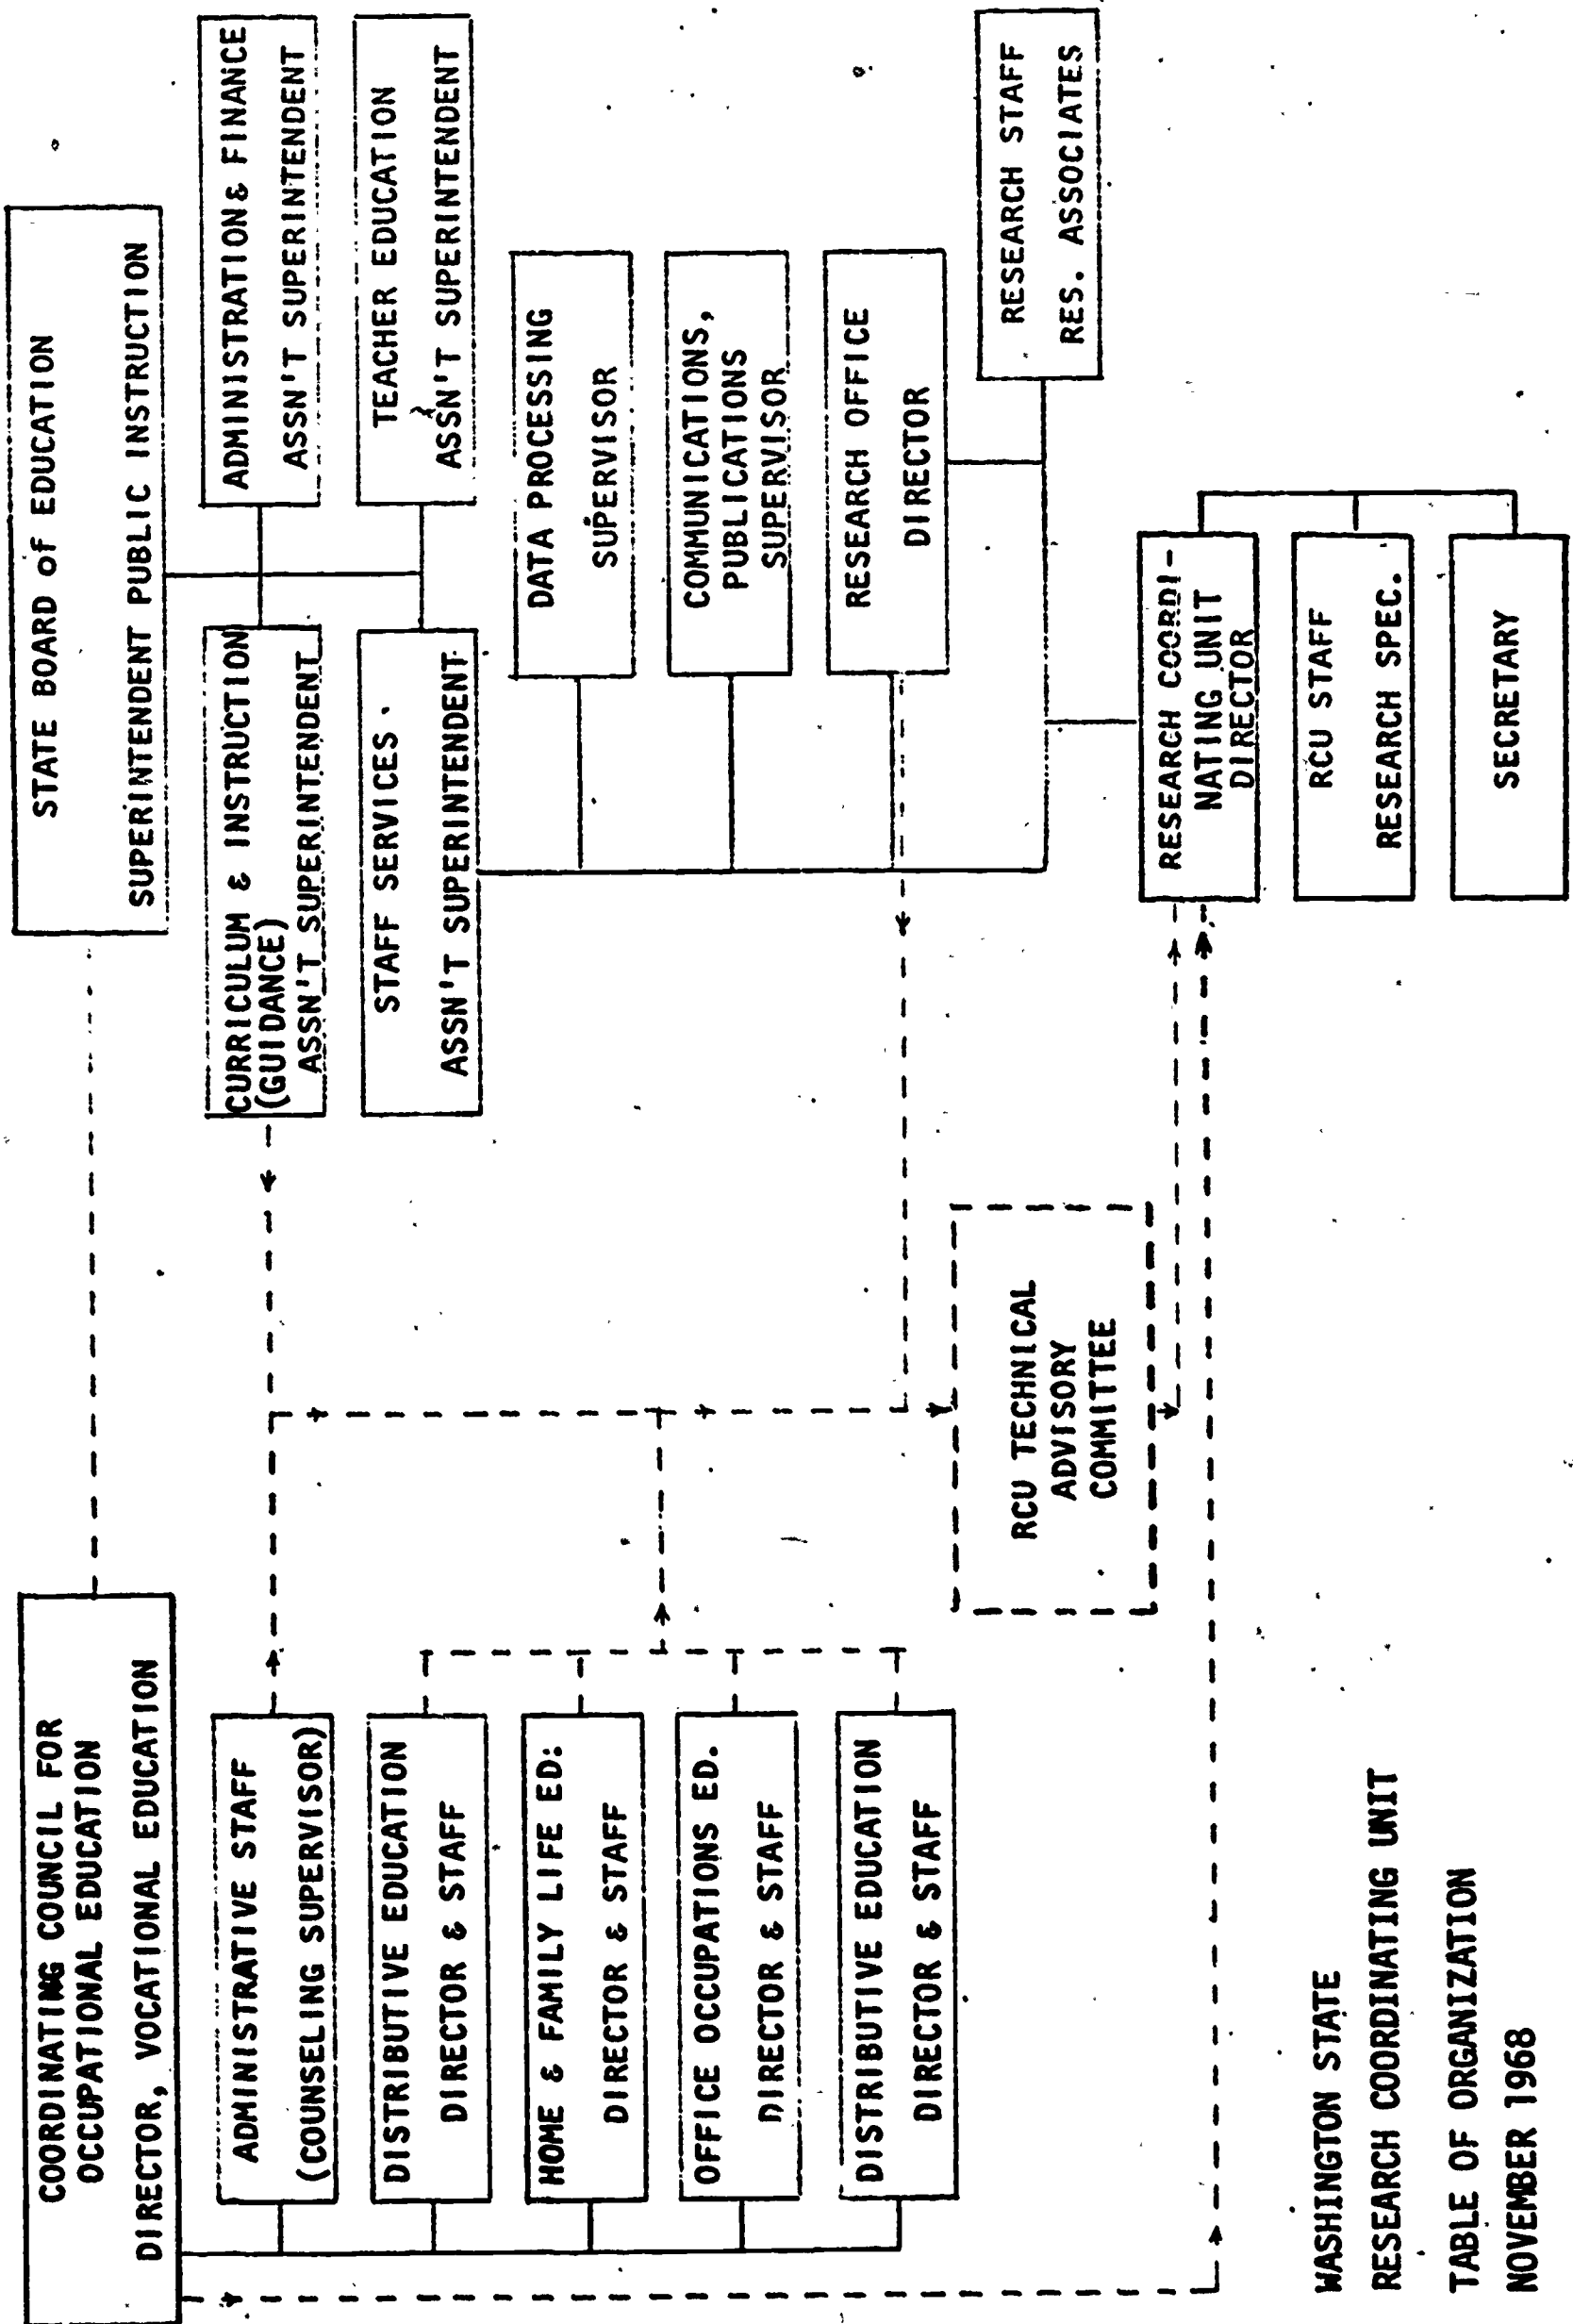 COORDINATING COUNCIL FOR
OCCUPATIONAL EDUCATION
DIRECTOR, VOCATIONAL EDUCATION
ADMINISTRATIVE STAFF
(COUNSELING SUPERVISOR)
DISTRIBUTIVE EDUCATION
DIRECTOR & STAFF
HOME & FAMILY LIFE ED.
DIRECTOR & STAFF
OFFICE OCCUPATIONS ED.
DIRECTOR & STAFF
DISTRIBUTIVE EDUCATION
DIRECTOR & STAFF
STATE BOARD of EDUCATION
SUPERINTENDENT PUBLIC INSTRUCTION
CURRICULUM & INSTRUCTION
(GUIDANCE)
ASSN'T SUPERINTENDENT
ADMINISTRATION & FINANCE
ASSN'T SUPERINTENDENT
STAFF SERVICES
ASSN'T SUPERINTENDENT
TEACHER EDUCATION
ASSN'T SUPERINTENDENT
DATA PROCESSING
SUPERVISOR
COMMUNICATIONS,
PUBLICATIONS
SUPERVISOR
RESEARCH OFFICE
DIRECTOR
RESEARCH STAFF
RES. ASSOCIATES
RCU TECHNICAL
ADVISORY
COMMITTEE
RESEARCH COORDI-
NATING UNIT
DIRECTOR
RCU STAFF
RESEARCH SPEC.
SECRETARY
WASHINGTON STATE
RESEARCH COORDINATING UNIT
TABLE OF ORGANIZATION
NOVEMBER 1968